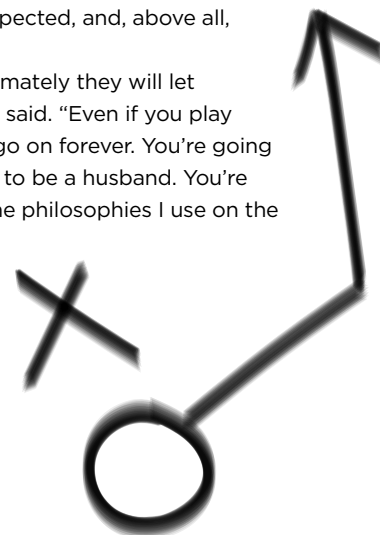 pected, and, above all,
mately they will let
said. “Even if you play
go on forever. You’re going
to be a husband. You’re
ne philosophies I use on the